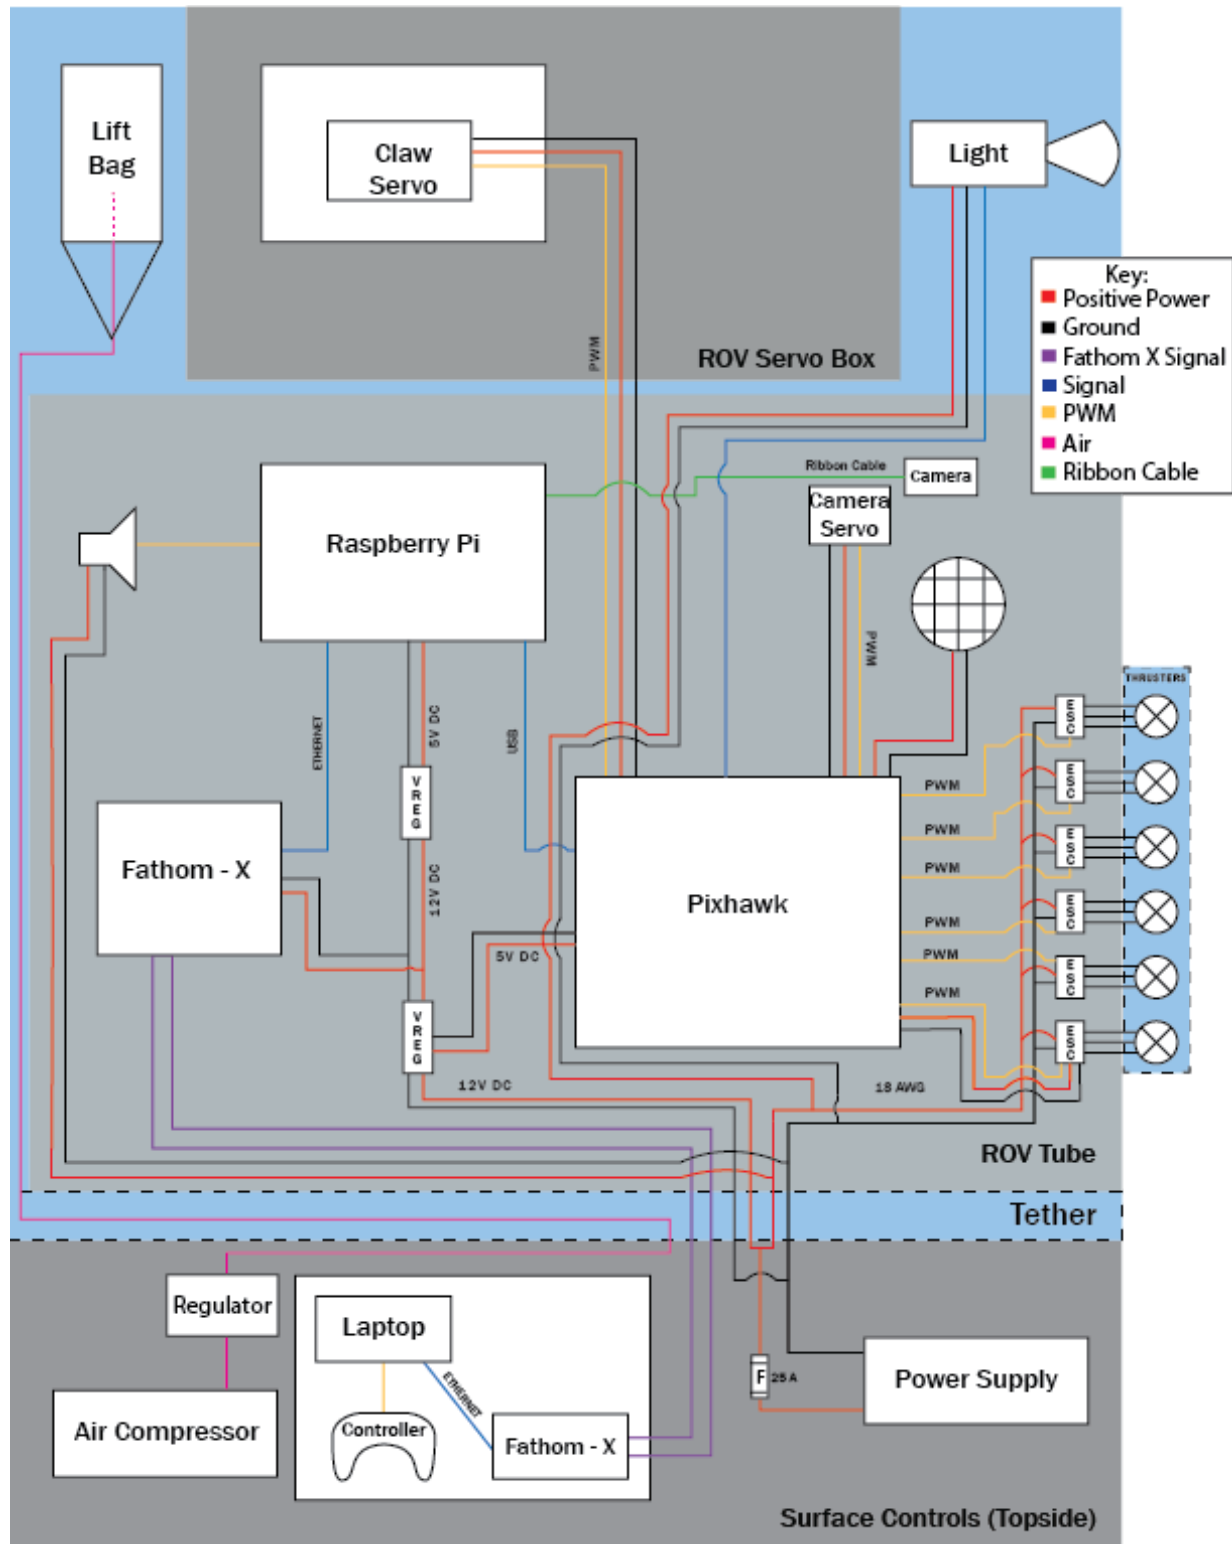 Lift
Bag
Claw
Servo
Light
Key:
Positive Power
Ground
Fathom X Signal
Signal
PWM
Air
Ribbon Cable
PWM
ROV Servo Box
Ribbon Cable
Camera
Camera
Servo
Raspberry Pi
PWM
THRUSTERS
ETHERNET
5V DC
USB
VREG
ESC
ESC
ESC
ESC
ESC
ESC
PWM
PWM
PWM
PWM
PWM
PWM
Fathom - X
12V DC
Pixhawk
5V DC
VREG
12V DC
18 AWG
ROV Tube
Tether
Regulator
Laptop
ETHERNET
Controller
Fathom - X
Air Compressor
F
25 A
Power Supply
Surface Controls (Topside)